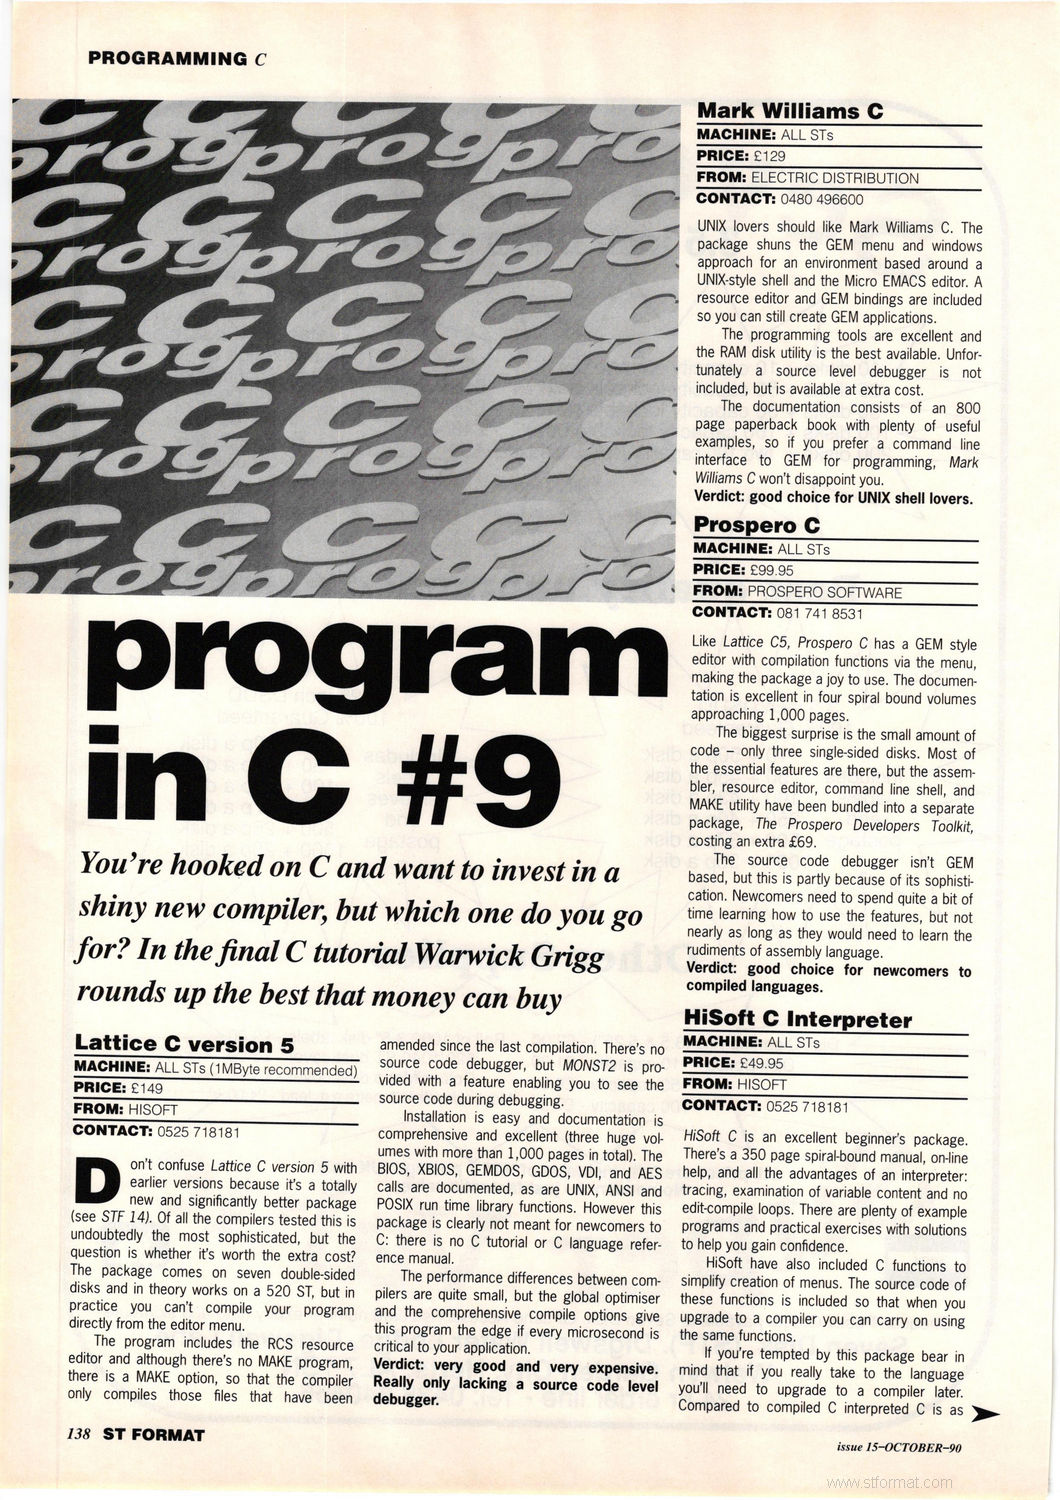 PROGRAMMING C
program
in C #9
You're hooked on C and want to invest in a
shiny new compiler, but which one do you go
for? In the final C tutorial Warwick Grigg
rounds up the best that money can buy
Lattice C version 5
MACHINE: ALL STs (1MByte recommended)
PRICE: £149
FROM: HISOFT
CONTACT: 0525 718181
Don't confuse Lattice C version 5 with
earlier versions because it's a totally
new and significantly better package
(see STF 14). Of all the compilers tested this is
undoubtedly the most sophisticated, but the
question is whether it's worth the extra cost?
The package comes on seven double-sided
disks and in theory works on a 520 ST, but in
practice you can't compile your program
directly from the editor menu.
The program includes the RCS resource
editor and although there's no MAKE program,
there is a MAKE option, so that the compiler
only compiles those files that have been
amended since the last compilation. There's no
source code debugger, but MONST2 is pro-
vided with a feature enabling you to see the
source code during debugging.
Installation is easy and documentation is
comprehensive and excellent (three huge vol-
umes with more than 1,000 pages in total). The
BIOS, XBIOS, GEMDOS, GDOS, VDI, and AES
calls are documented, as are UNIX, ANSI and
POSIX run time library functions. However this
package is clearly not meant for newcomers to
C: there is no C tutorial or C language refer-
ence manual.
The performance differences between com-
pilers are quite small, but the global optimiser
and the comprehensive compile options give
this program the edge if every microsecond is
critical to your application.
Verdict: very good and very expensive.
Really only lacking a source code level
debugger.
Mark Williams C
MACHINE: ALL STs
PRICE: £129
FROM: ELECTRIC DISTRIBUTION
CONTACT: 0480 496600
UNIX lovers should like Mark Williams C. The
package shuns the GEM menu and windows
approach for an environment based around a
UNIX-style shell and the Micro EMACS editor. A
resource editor and GEM bindings are included
so you can still create GEM applications.
The programming tools are excellent and
the RAM disk utility is the best available. Unfor-
tunately a source level debugger is not
included, but is available at extra cost.
The documentation consists of an 800
page paperback book with plenty of useful
examples, so if you prefer a command line
interface to GEM for programming, Mark
Williams C won't disappoint you.
Verdict: good choice for UNIX shell lovers.
Prospero C
MACHINE: ALL STs
PRICE: £99.95
FROM: PROSPERO SOFTWARE
CONTACT: 081 741 8531
Like Lattice C5, Prospero C has a GEM style
editor with compilation functions via the menu,
making the package a joy to use. The documen-
tation is excellent in four spiral bound volumes
approaching 1,000 pages.
The biggest surprise is the small amount of
code – only three single-sided disks. Most of
the essential features are there, but the assem-
bler, resource editor, command line shell, and
MAKE utility have been bundled into a separate
package, The Prospero Developers Toolkit,
costing an extra £69.
The source code debugger isn't GEM
based, but this is partly because of its sophisti-
cation. Newcomers need to spend quite a bit of
time learning how to use the features, but not
nearly as long as they would need to learn the
rudiments of assembly language.
Verdict: good choice for newcomers to
compiled languages.
HiSoft C Interpreter
MACHINE: ALL STs
PRICE: £49.95
FROM: HISOFT
CONTACT: 0525 718181
HiSoft C is an excellent beginner's package.
There's a 350 page spiral-bound manual, on-line
help, and all the advantages of an interpreter:
tracing, examination of variable content and no
edit-compile loops. There are plenty of example
programs and practical exercises with solutions
to help you gain confidence.
HiSoft have also included C functions to
simplify creation of menus. The source code of
these functions is included so that when you
upgrade to a compiler you can carry on using
the same functions.
If you're tempted by this package bear in
mind that if you really take to the language
you'll need to upgrade to a compiler later.
Compared to compiled C interpreted C is as
138 ST FORMAT
issue 15–OCTOBER–90
www.stformat.com